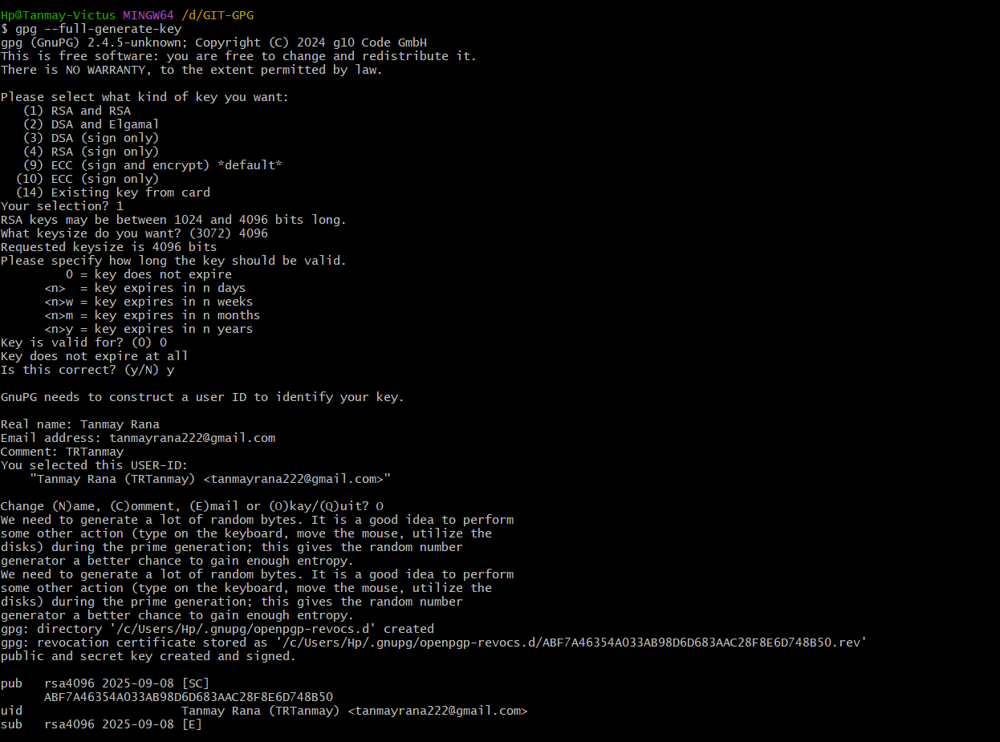 Hp@Tanmay-Victus MINGW64 /d/GIT-GPG
$ gpg --full-generate-key
gpg (GnuPG) 2.4.5-unknown; Copyright (C) 2024 g10 Code GmbH
This is free software: you are free to change and redistribute it.
There is NO WARRANTY, to the extent permitted by law.

Please select what kind of key you want:
   (1) RSA and RSA
   (2) DSA and Elgamal
   (3) DSA (sign only)
   (4) RSA (sign only)
   (9) ECC (sign and encrypt) *default*
  (10) ECC (sign only)
  (14) Existing key from card
Your selection? 1
RSA keys may be between 1024 and 4096 bits long.
What keysize do you want? (3072) 4096
Requested keysize is 4096 bits
Please specify how long the key should be valid.
         0 = key does not expire
      <n>  = key expires in n days
      <n>w = key expires in n weeks
      <n>m = key expires in n months
      <n>y = key expires in n years
Key is valid for? (0) 0
Key does not expire at all
Is this correct? (y/N) y

GnuPG needs to construct a user ID to identify your key.

Real name: Tanmay Rana
Email address: tanmayrana222@gmail.com
Comment: TRTanmay
You selected this USER-ID:
    "Tanmay Rana (TRTanmay) <tanmayrana222@gmail.com>"

Change (N)ame, (C)omment, (E)mail or (O)kay/(Q)uit? O
We need to generate a lot of random bytes. It is a good idea to perform
some other action (type on the keyboard, move the mouse, utilize the
disks) during the prime generation; this gives the random number
generator a better chance to gain enough entropy.
We need to generate a lot of random bytes. It is a good idea to perform
some other action (type on the keyboard, move the mouse, utilize the
disks) during the prime generation; this gives the random number
generator a better chance to gain enough entropy.
gpg: directory '/c/Users/Hp/.gnupg/openpgp-revocs.d' created
gpg: revocation certificate stored as '/c/Users/Hp/.gnupg/openpgp-revocs.d/ABF7A46354A033AB98D6D683AAC28F8E6D748B50.rev'
public and secret key created and signed.

pub   rsa4096 2025-09-08 [SC]
      ABF7A46354A033AB98D6D683AAC28F8E6D748B50
uid                      Tanmay Rana (TRTanmay) <tanmayrana222@gmail.com>
sub   rsa4096 2025-09-08 [E]